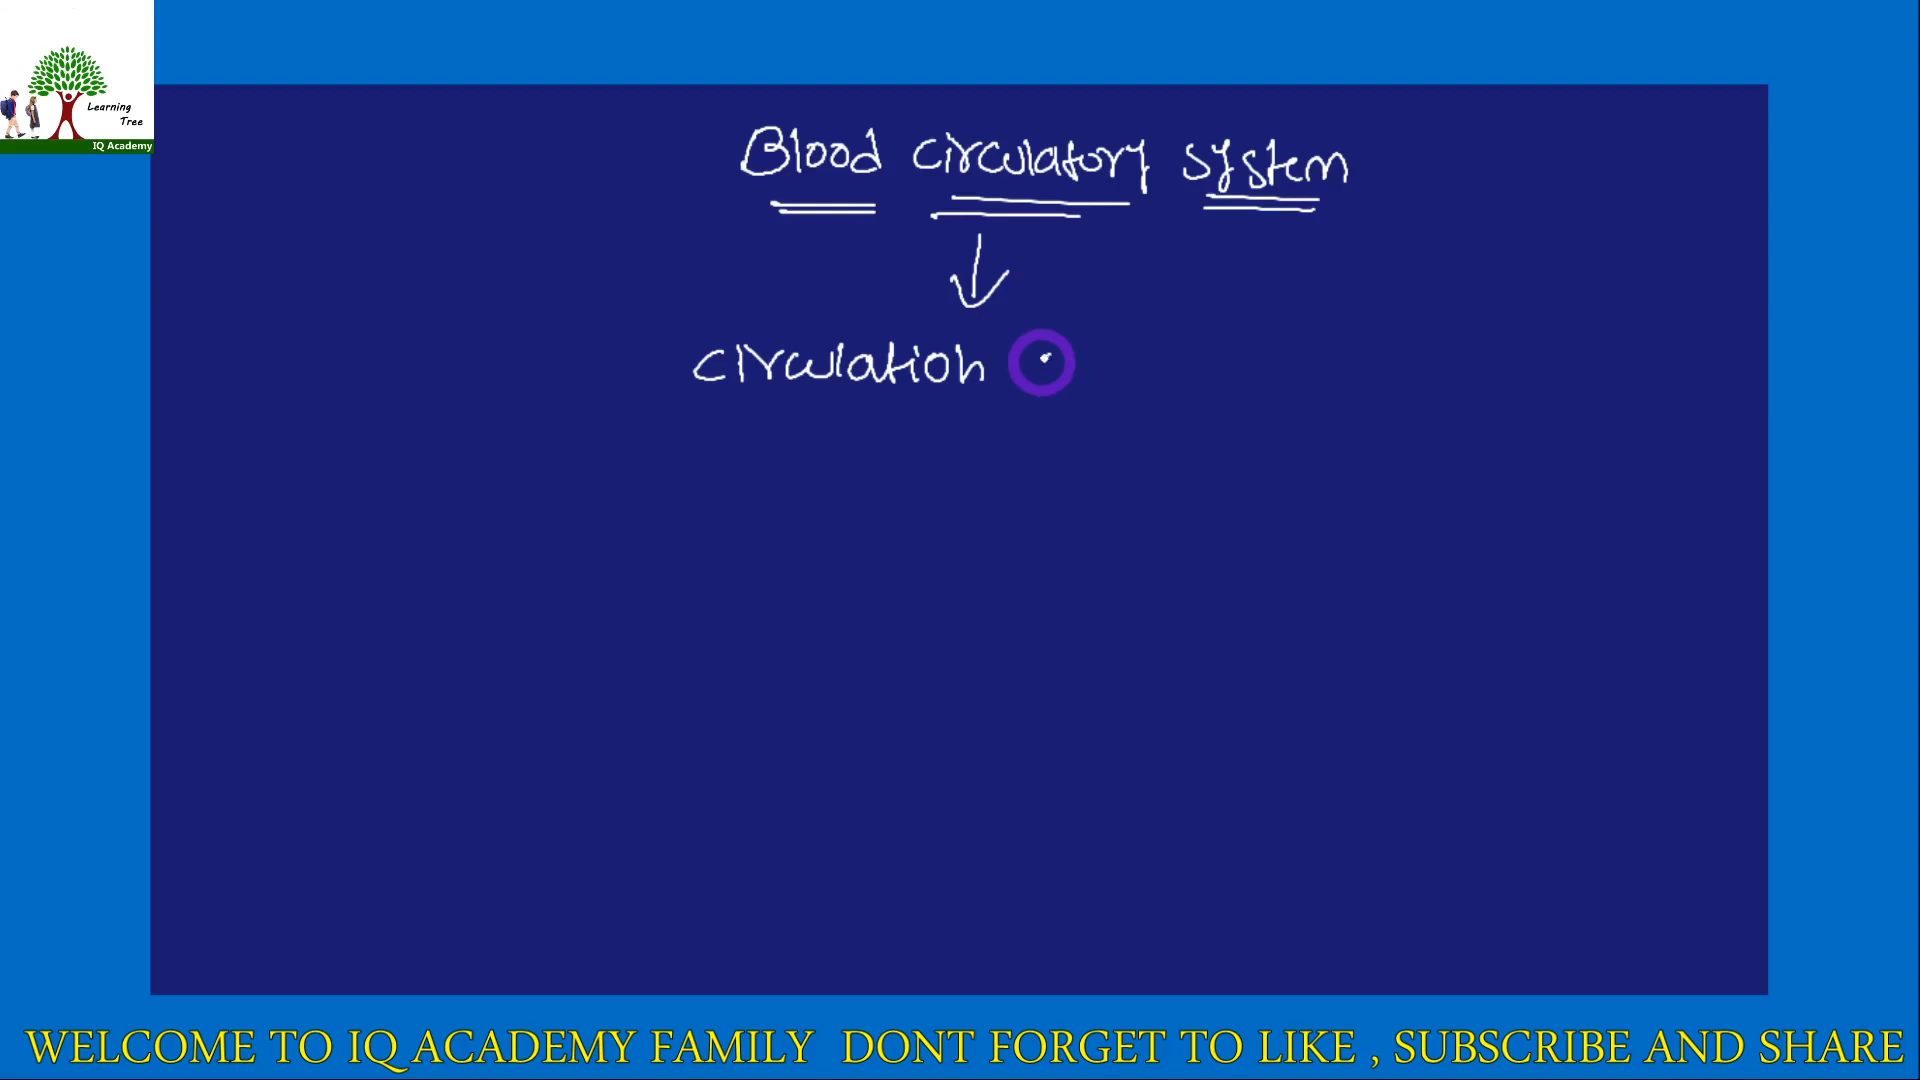 Learning
Tree
IQ Academy
Blood circulatory system
circulation
WELCOME TO IQ ACADEMY FAMILY DONT FORGET TO LIKE , SUBSCRIBE AND SHARE